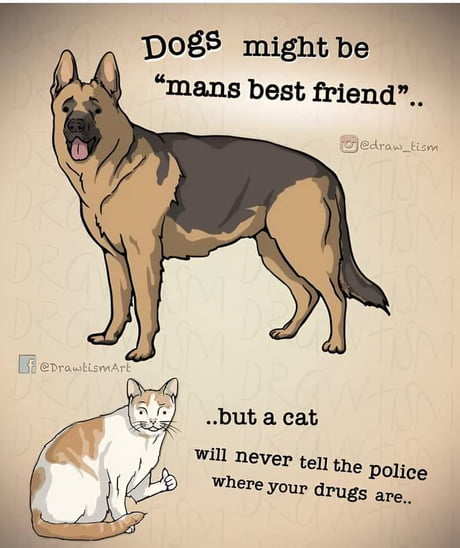 Dogs might be
“mans best friend”..
@draw_tism
@DrawtismArt
..but a cat
will never tell the police
where your drugs are..